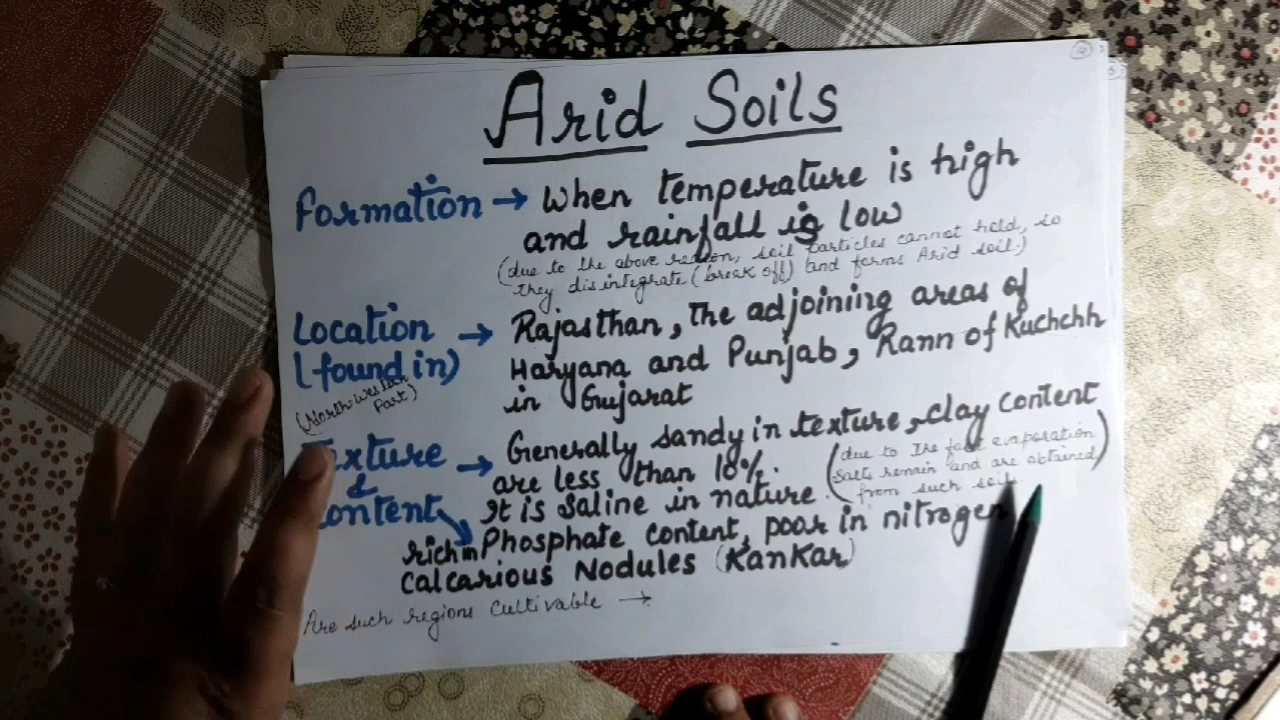 Arid Soils
Formation → When temperature is high
and rainfall is low
(due to the above reason, soil particles cannot hold, so
they disintegrate (break off) and forms Arid soil.)
Location → Rajasthan, the adjoining areas of
(found in) Haryana and Punjab, Rann of Kuchchh
in Gujarat
(North-Western
Part)
Texture → Generally sandy in texture, clay content
& are less than 10%.
Content It is Saline in nature. (due to the fast evaporation
salts remain and are obtained
from such soil)
rich in Phosphate content, poor in nitrogen
Calcarious Nodules (Kankar)
Are such regions Cultivable →